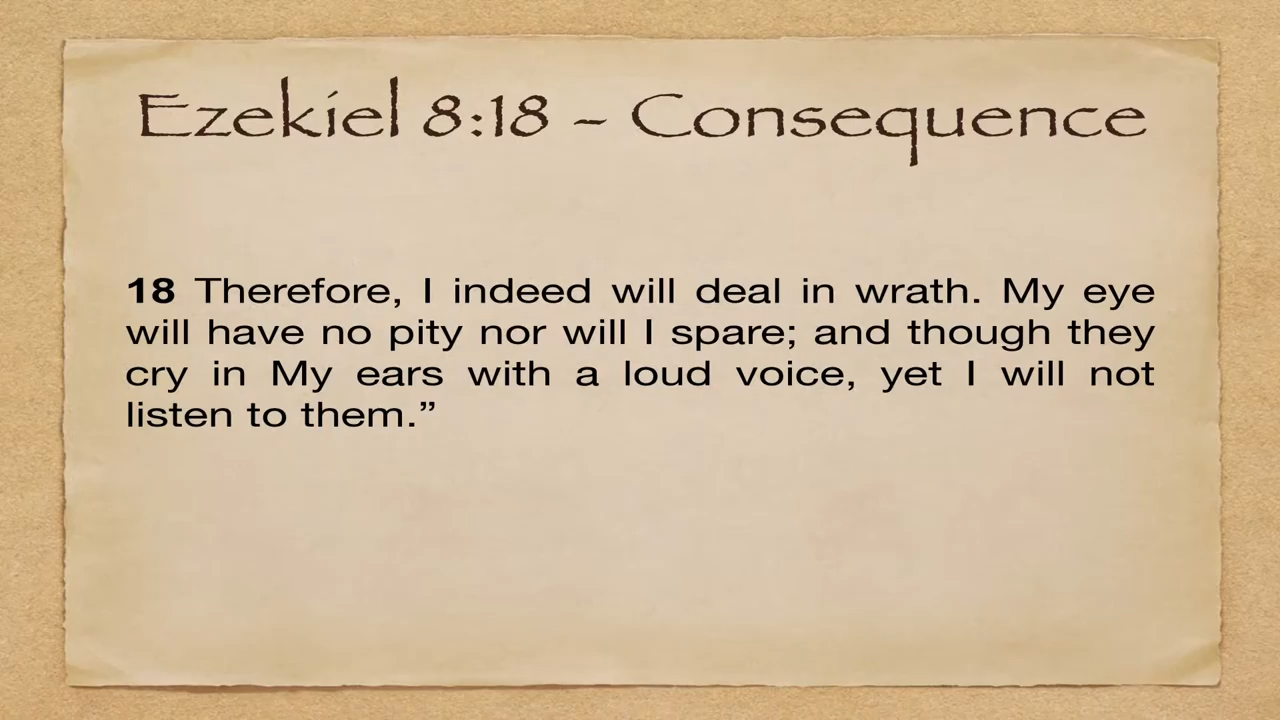 Ezekiel 8:18 - Consequence
18 Therefore, I indeed will deal in wrath. My eye
will have no pity nor will I spare; and though they
cry in My ears with a loud voice, yet I will not
listen to them.”